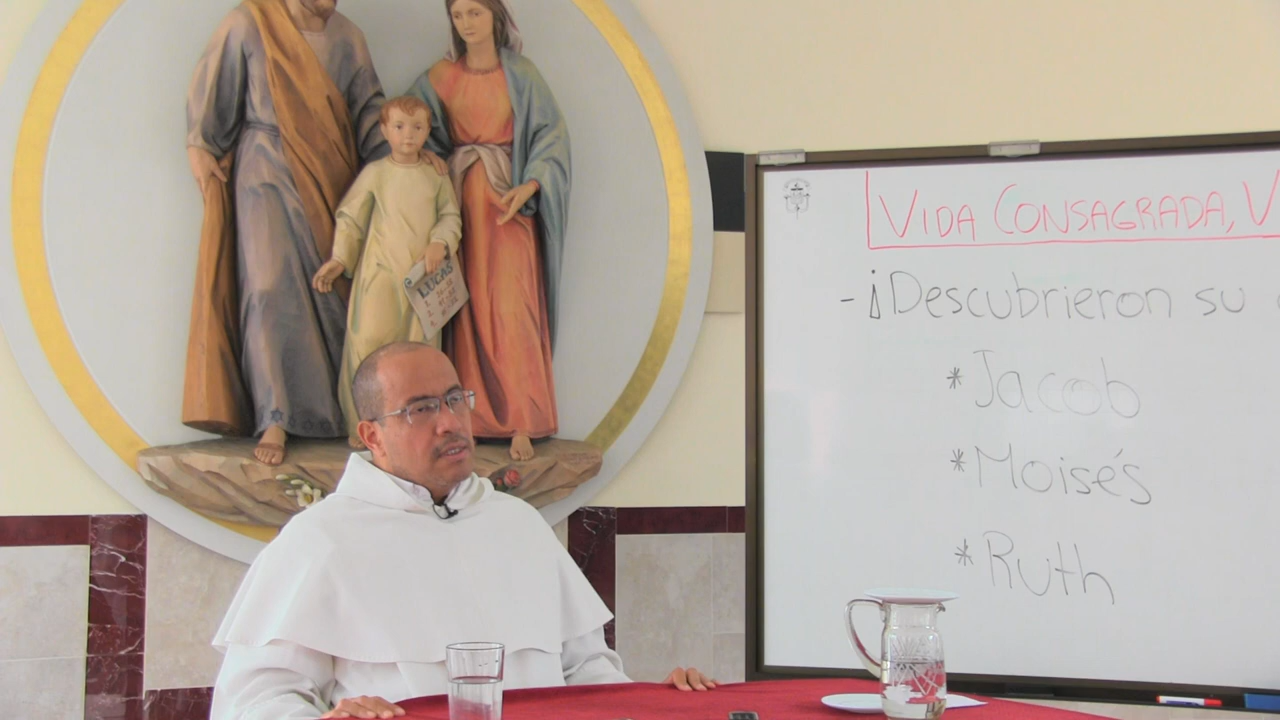 LUCAS
VIDA CONSAGRADA, V
- ¡Descubrieron su
* Jacob
* Moisés
* Ruth